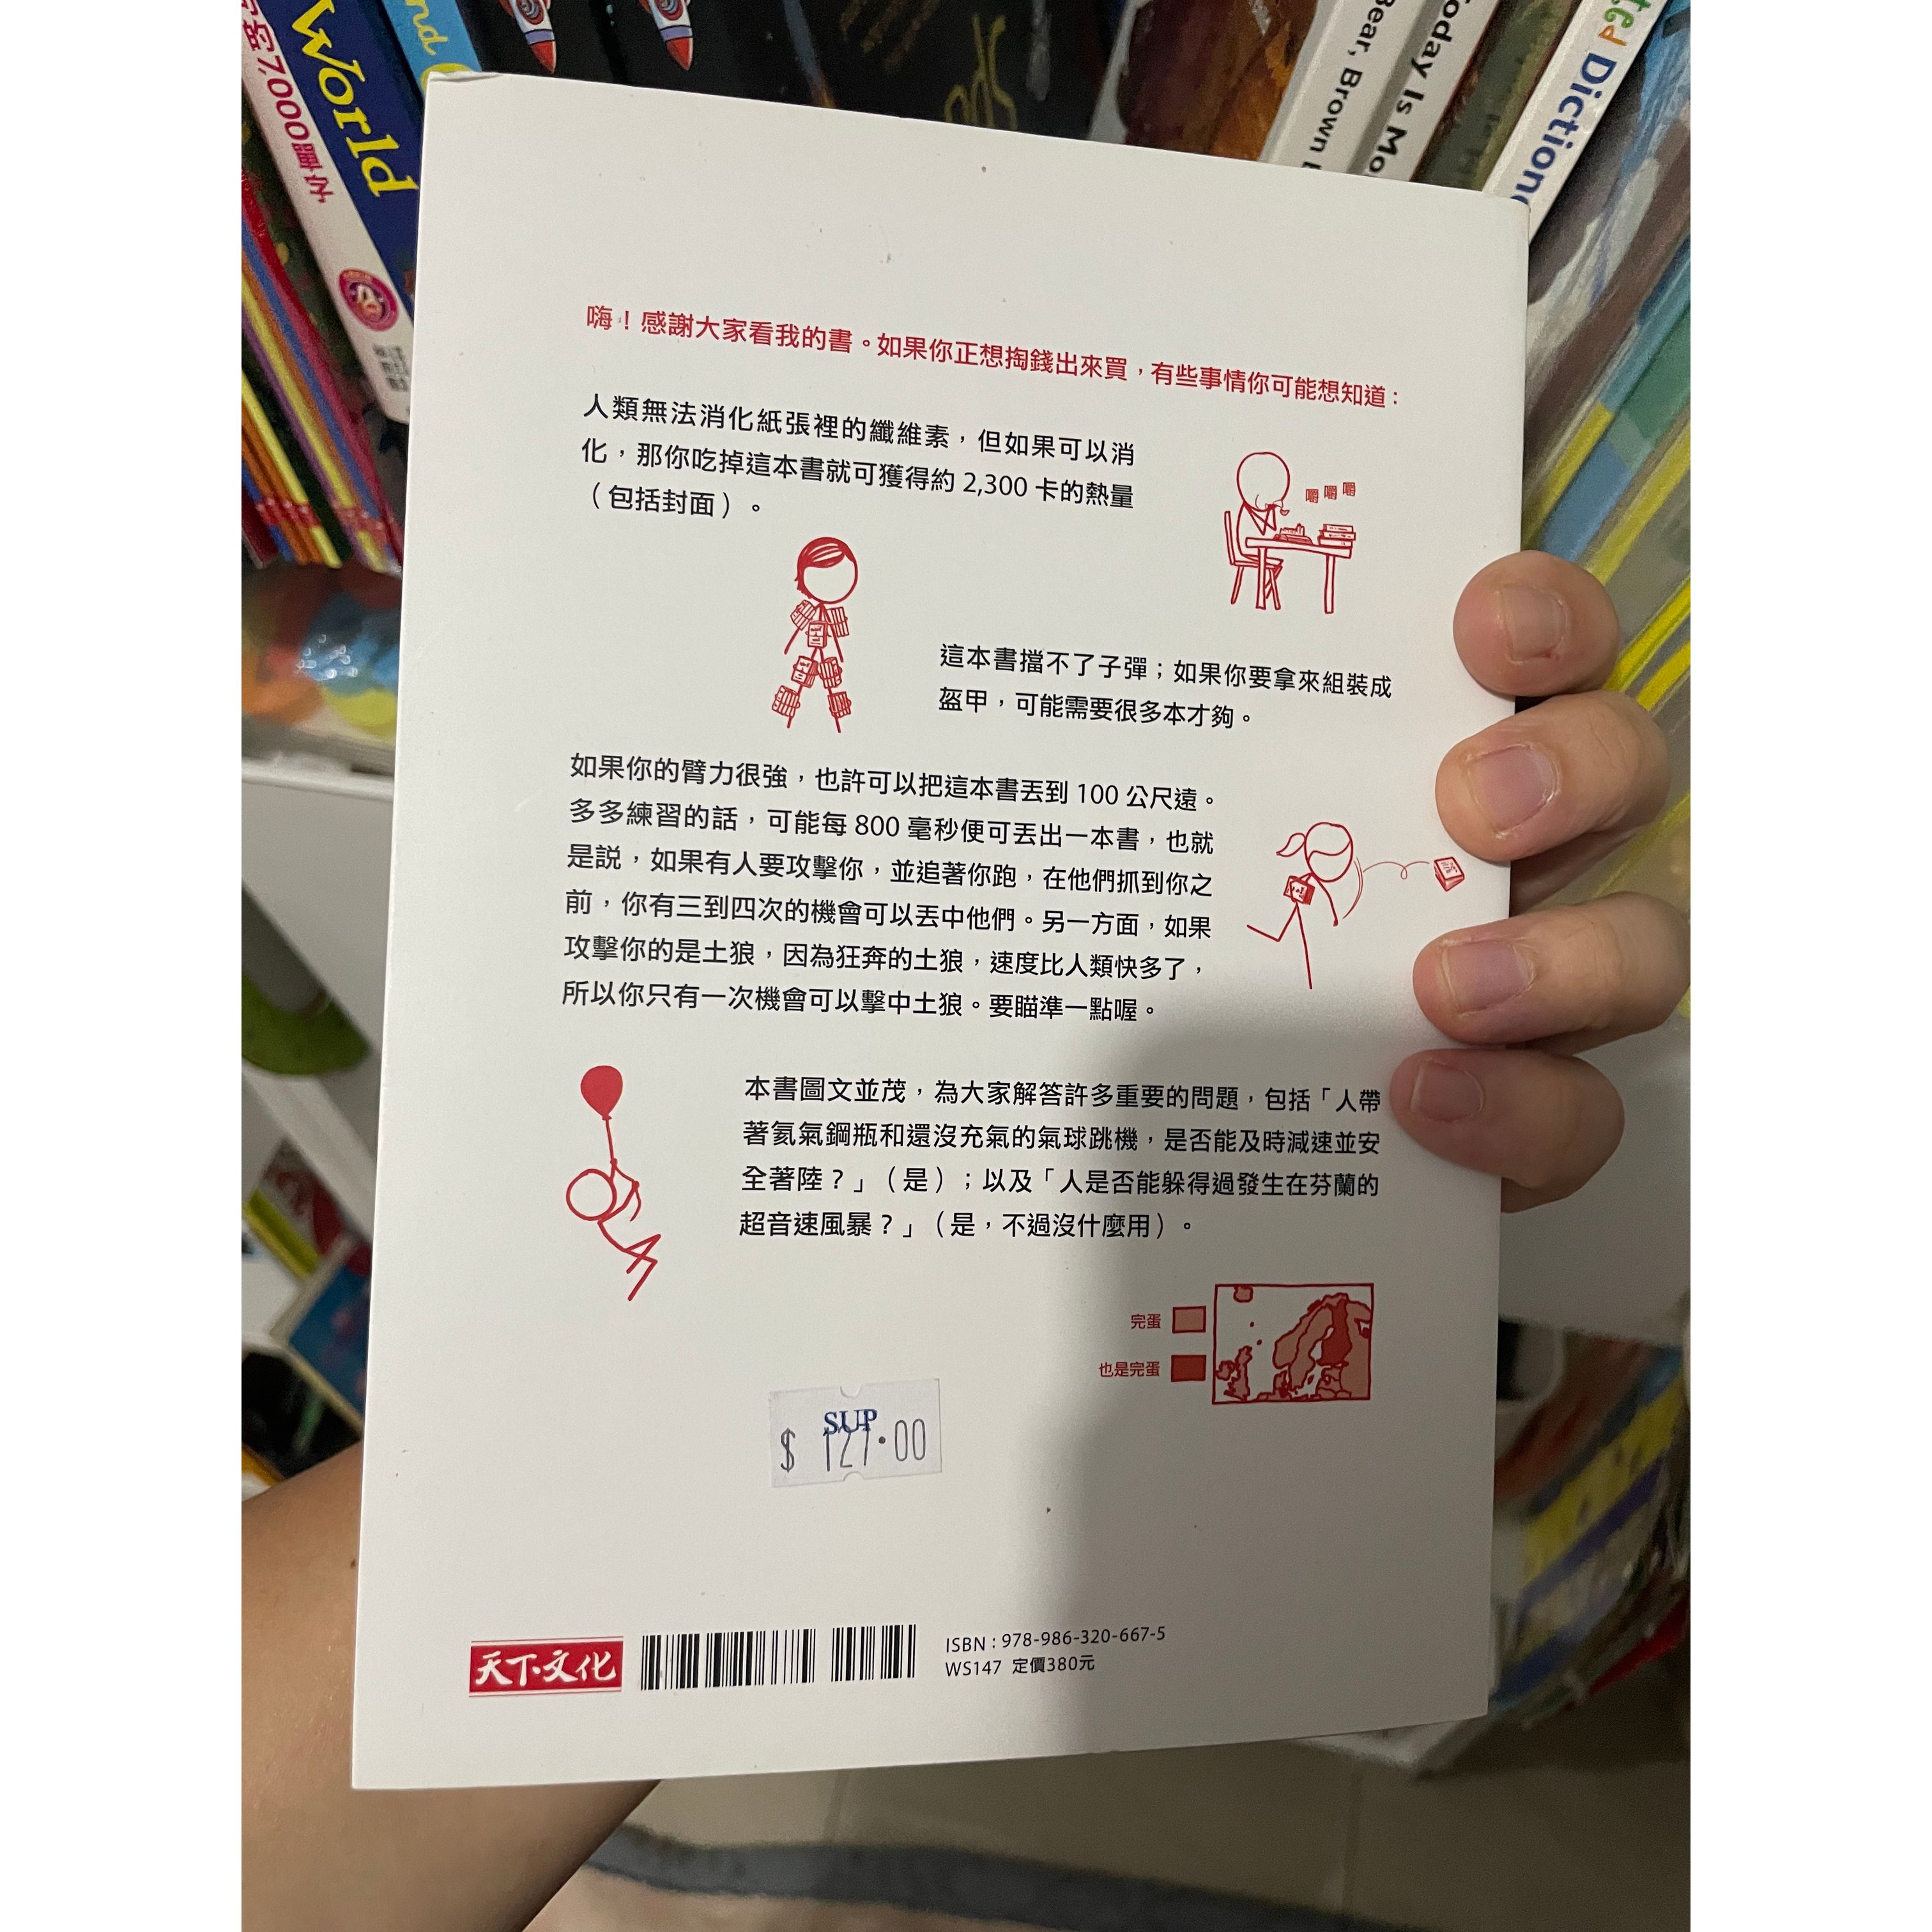 的7,000單字書
World
nd
Bear, Brown
Today Is Mo
ted Dictiona
嗨！感謝大家看我的書。如果你正想掏錢出來買，有些事情你可能想知道：
人類無法消化紙張裡的纖維素，但如果可以消
化，那你吃掉這本書就可獲得約 2,300 卡的熱量
（包括封面）。
嚼 嚼 嚼
這本書擋不了子彈；如果你要拿來組裝成
盔甲，可能需要很多本才夠。
如果你的臂力很強，也許可以把這本書丟到 100 公尺遠。
多多練習的話，可能每 800 毫秒便可丟出一本書，也就
是說，如果有人要攻擊你，並追著你跑，在他們抓到你之
前，你有三到四次的機會可以丟中他們。另一方面，如果
攻擊你的是土狼，因為狂奔的土狼，速度比人類快多了，
所以你只有一次機會可以擊中土狼。要瞄準一點喔。
本書圖文並茂，為大家解答許多重要的問題，包括「人帶
著氦氣鋼瓶和還沒充氣的氣球跳機，是否能及時減速並安
全著陸？」（是）；以及「人是否能躲得過發生在芬蘭的
超音速風暴？」（是，不過沒什麼用）。
完蛋
也是完蛋
SUP
$ 127.00
天下文化
ISBN：978-986-320-667-5
WS147 定價380元